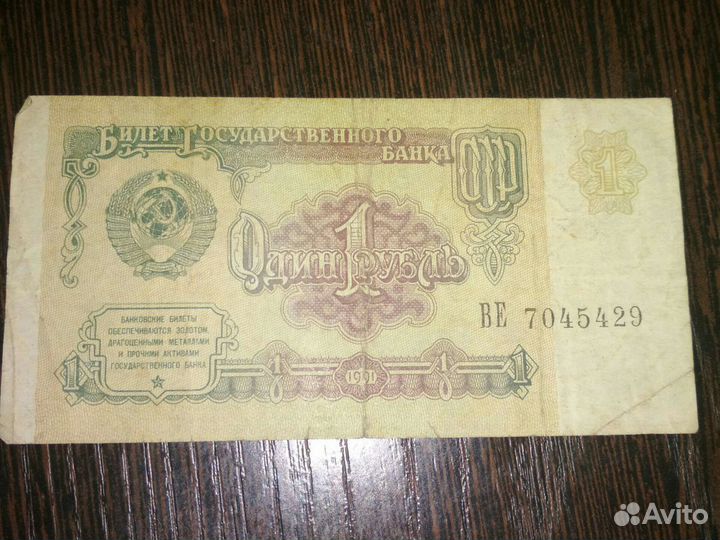 БИЛЕТ ГОСУДАРСТВЕННОГО
БАНКА
СССР
1
ОДИН 1 РУБЛЬ
БАНКОВСКИЕ БИЛЕТЫ
ОБЕСПЕЧИВАЮТСЯ ЗОЛОТОМ,
ДРАГОЦЕННЫМИ МЕТАЛЛАМИ
И ПРОЧИМИ АКТИВАМИ
ГОСУДАРСТВЕННОГО БАНКА
ВЕ 7045429
1 1 1991 1 1
Avito